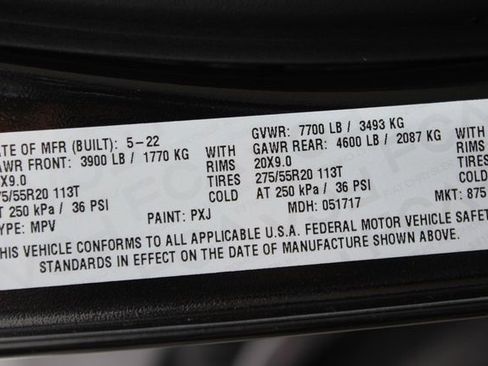 ATE OF MFR (BUILT): 5-22 GVWR: 7700 LB / 3493 KG
AWR FRONT: 3900 LB / 1770 KG WITH GAWR REAR: 4600 LB / 2087 KG WITH
X9.0 RIMS 20X9.0 RIMS
75/55R20 113T TIRES 275/55R20 113T TIRES
AT 250 kPa / 36 PSI COLD AT 250 kPa / 36 PSI COLD
YPE: MPV PAINT: PXJ MDH: 051717 MKT: 875
THIS VEHICLE CONFORMS TO ALL APPLICABLE U.S.A. FEDERAL MOTOR VEHICLE SAFET
STANDARDS IN EFFECT ON THE DATE OF MANUFACTURE SHOWN ABOVE.